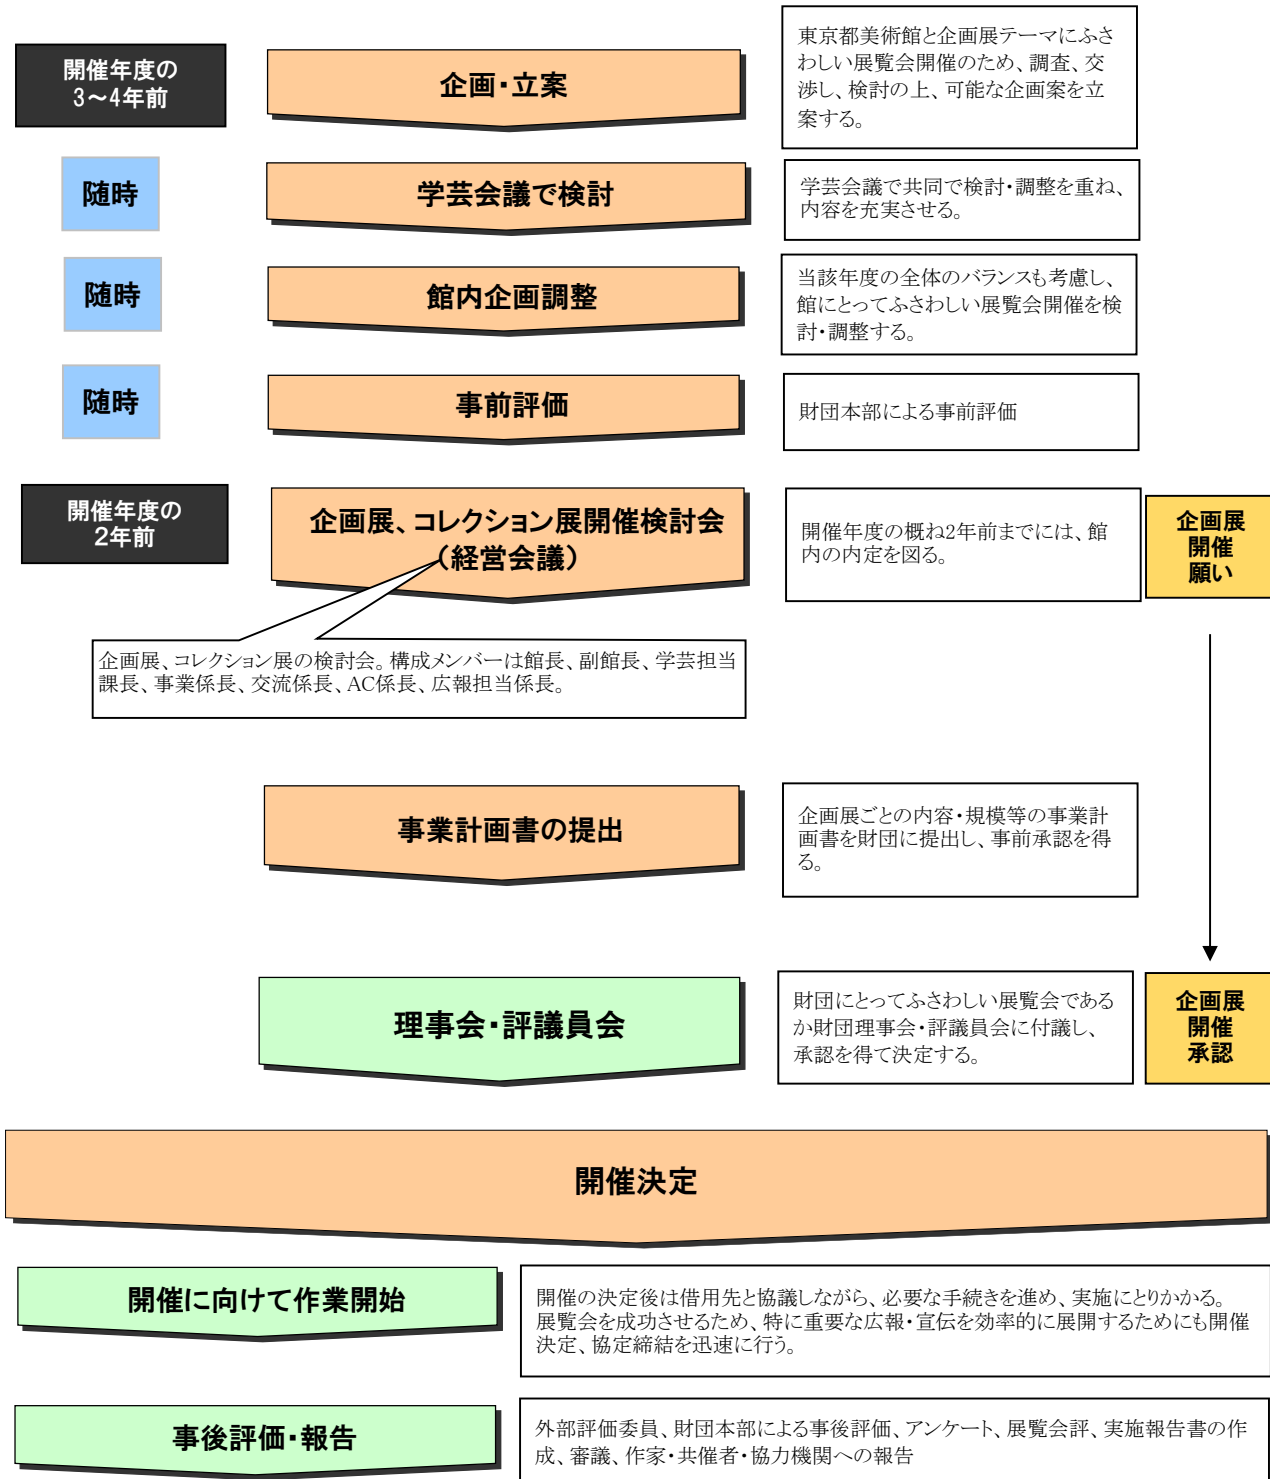 開催年度の
3～4年前
企画・立案
東京都美術館と企画展テーマにふさ
わしい展覧会開催のため、調査、交
渉し、検討の上、可能な企画案を立
案する。
随時
学芸会議で検討
学芸会議で共同で検討・調整を重ね、
内容を充実させる。
随時
館内企画調整
当該年度の全体のバランスも考慮し、
館にとってふさわしい展覧会開催を検
討・調整する。
随時
事前評価
財団本部による事前評価
開催年度の
2年前
企画展、コレクション展開催検討会
（経営会議）
開催年度の概ね2年前までには、館
内の内定を図る。
企画展
開催
願い
企画展、コレクション展の検討会。構成メンバーは館長、副館長、学芸担当
課長、事業係長、交流係長、AC係長、広報担当係長。
事業計画書の提出
企画展ごとの内容・規模等の事業計
画書を財団に提出し、事前承認を得
る。
理事会・評議員会
財団にとってふさわしい展覧会である
か財団理事会・評議員会に付議し、
承認を得て決定する。
企画展
開催
承認
開催決定
開催に向けて作業開始
開催の決定後は借用先と協議しながら、必要な手続きを進め、実施にとりかかる。
展覧会を成功させるため、特に重要な広報・宣伝を効率的に展開するためにも開催
決定、協定締結を迅速に行う。
事後評価・報告
外部評価委員、財団本部による事後評価、アンケート、展覧会評、実施報告書の作
成、審議、作家・共催者・協力機関への報告